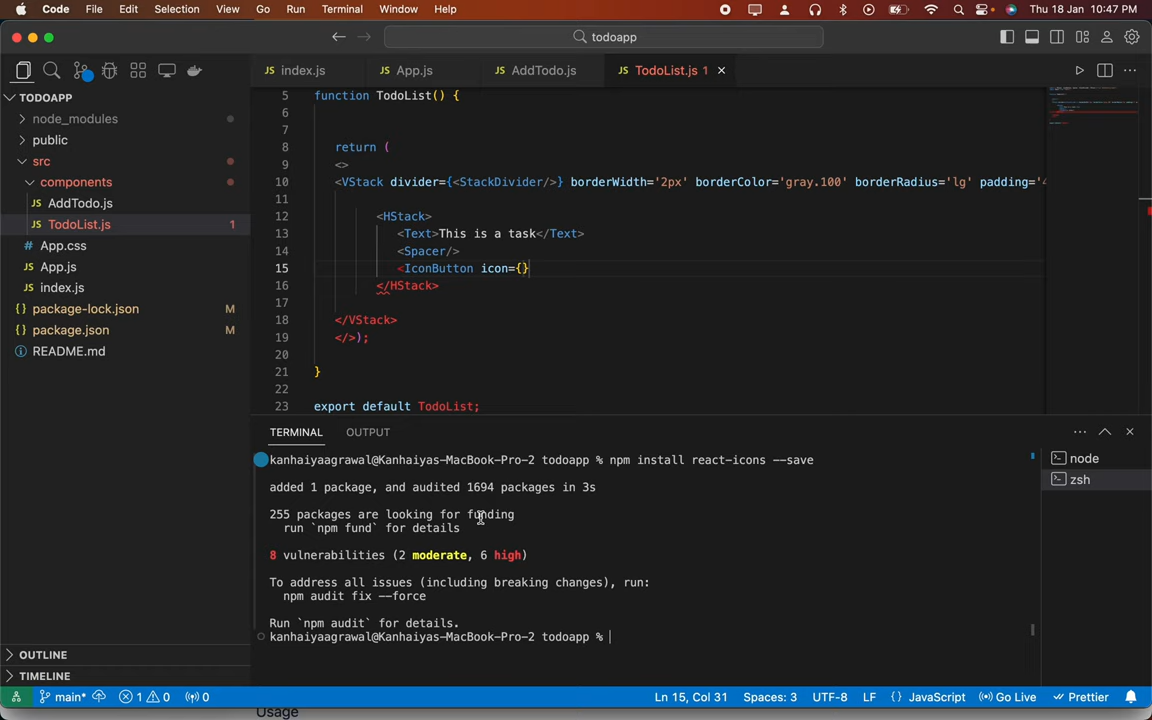 Code File Edit Selection View Go Run Terminal Window Help Thu 18 Jan 10:47 PM
todoapp
JS index.js JS App.js JS AddTodo.js JS TodoList.js 1
TODOAPP
node_modules
public
src
components
JS AddTodo.js
JS TodoList.js 1
# App.css
JS App.js
JS index.js
{} package-lock.json M
{} package.json M
README.md
OUTLINE
TIMELINE
5 function TodoList() {
6
7
8 return (
9 <>
10 <VStack divider={<StackDivider/>} borderWidth='2px' borderColor='gray.100' borderRadius='lg' padding='4
11
12 <HStack>
13 <Text>This is a task</Text>
14 <Spacer/>
15 <IconButton icon={}
16 </HStack>
17
18 </VStack>
19 </>);
20
21 }
22
23 export default TodoList;
TERMINAL OUTPUT
kanhaiyaagrawal@Kanhaiyas-MacBook-Pro-2 todoapp % npm install react-icons --save
added 1 package, and audited 1694 packages in 3s
255 packages are looking for funding
run `npm fund` for details
8 vulnerabilities (2 moderate, 6 high)
To address all issues (including breaking changes), run:
npm audit fix --force
Run `npm audit` for details.
kanhaiyaagrawal@Kanhaiyas-MacBook-Pro-2 todoapp %
node
zsh
main* 1 0 0 Ln 15, Col 31 Spaces: 3 UTF-8 LF {} JavaScript Go Live Prettier
Usage